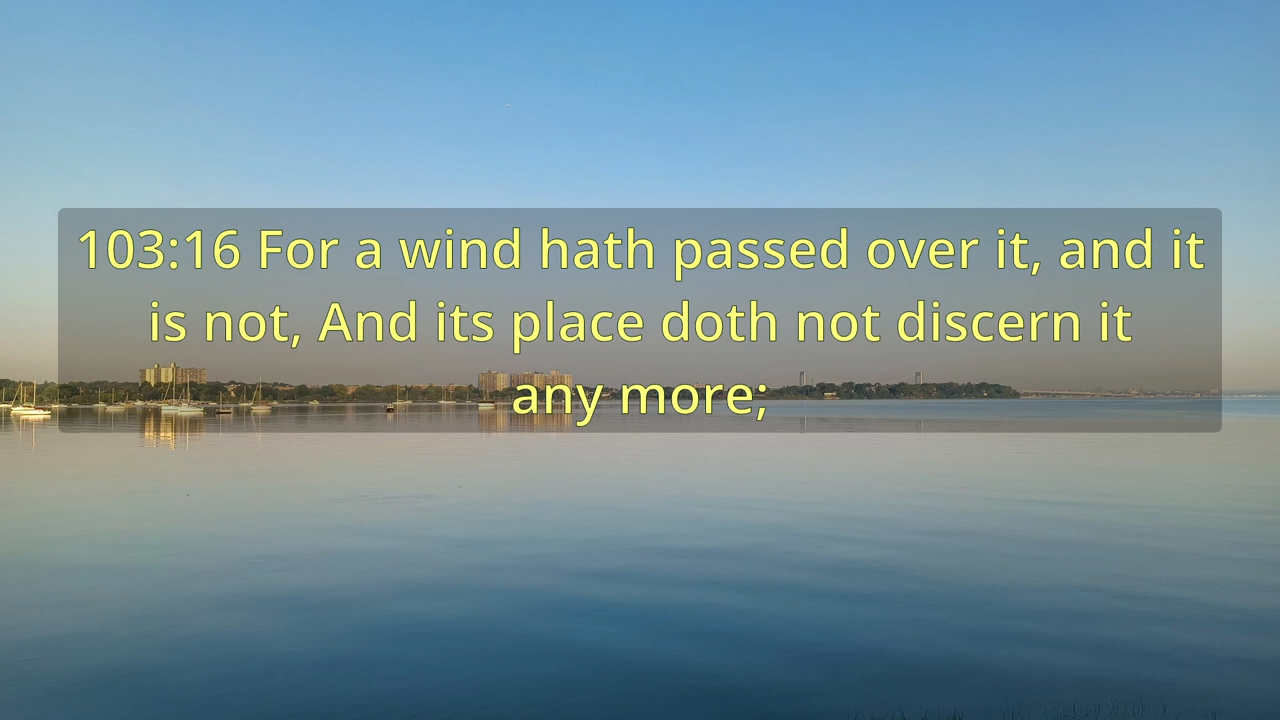 103:16 For a wind hath passed over it, and it
is not, And its place doth not discern it
any more;